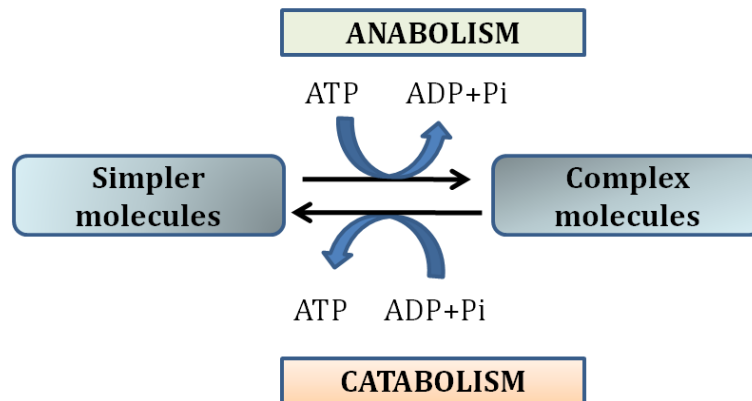 ANABOLISM
ATP ADP+Pi
Simpler
molecules
Complex
molecules
ATP ADP+Pi
CATABOLISM